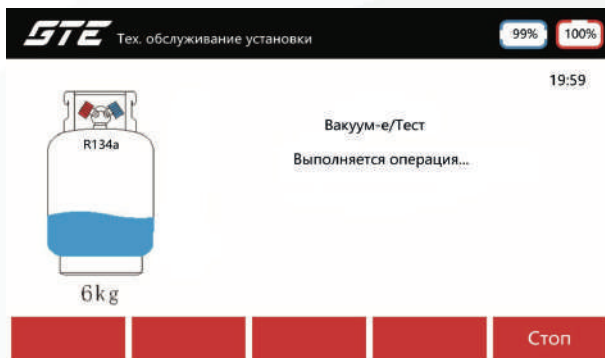 GTE Тех. обслуживание установки 99% 100%
19:59
Вакуум-е/Тест
Выполняется операция...
R134a
6kg
Стоп